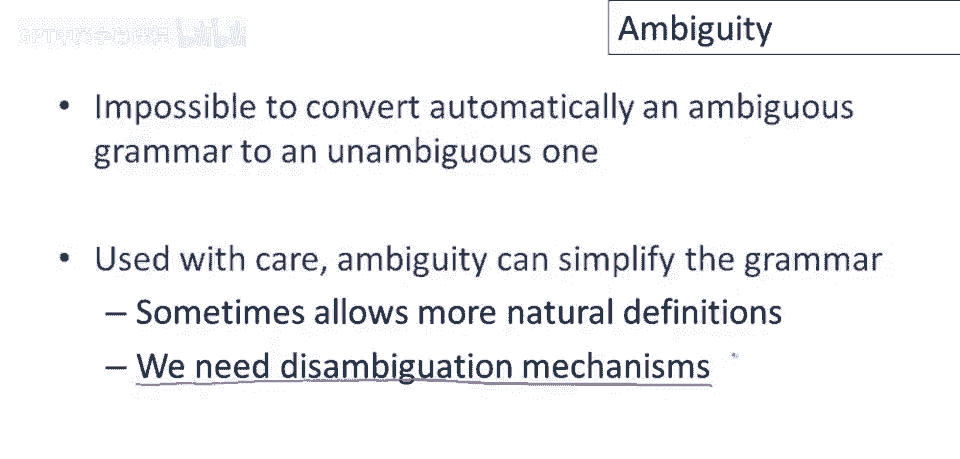 Ambiguity
• Impossible to convert automatically an ambiguous
grammar to an unambiguous one
• Used with care, ambiguity can simplify the grammar
– Sometimes allows more natural definitions
– We need disambiguation mechanisms